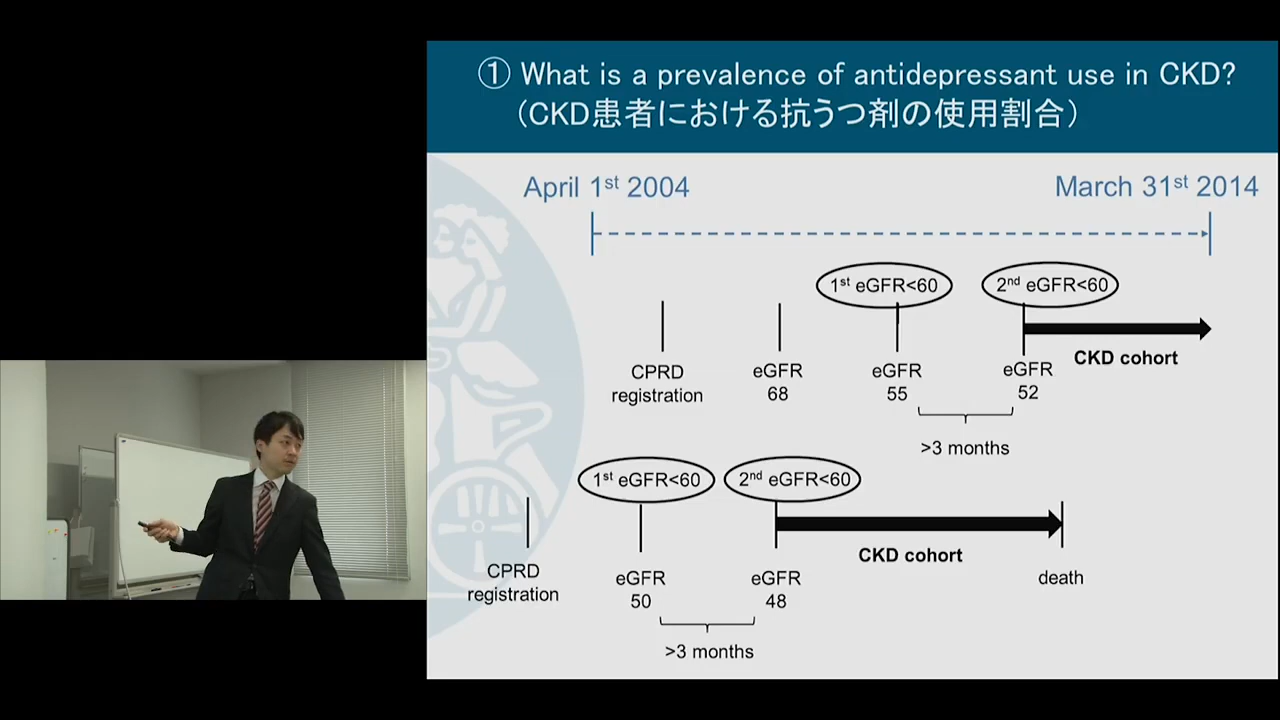 ① What is a prevalence of antidepressant use in CKD?
（CKD患者における抗うつ剤の使用割合）
April 1st 2004
March 31st 2014
1st eGFR<60
2nd eGFR<60
CKD cohort
CPRD
registration
eGFR
68
eGFR
55
eGFR
52
>3 months
1st eGFR<60
2nd eGFR<60
CKD cohort
CPRD
registration
eGFR
50
eGFR
48
death
>3 months